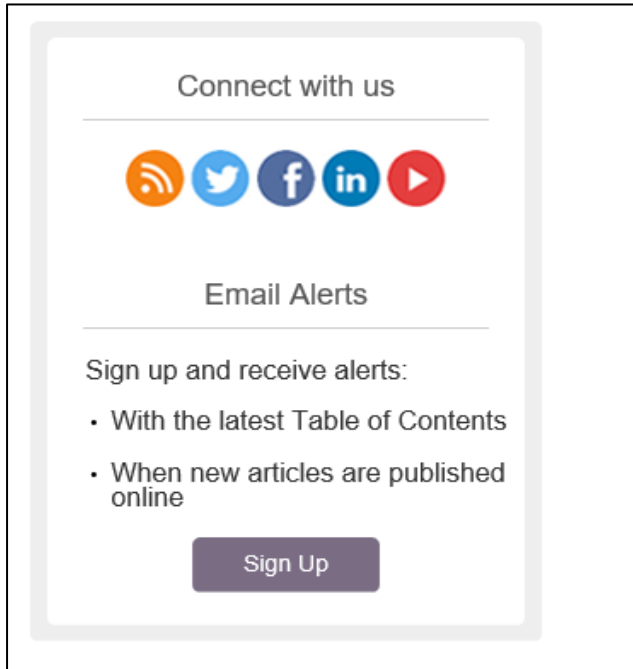 Connect with us
in
Email Alerts
Sign up and receive alerts:
• With the latest Table of Contents
• When new articles are published
online
Sign Up